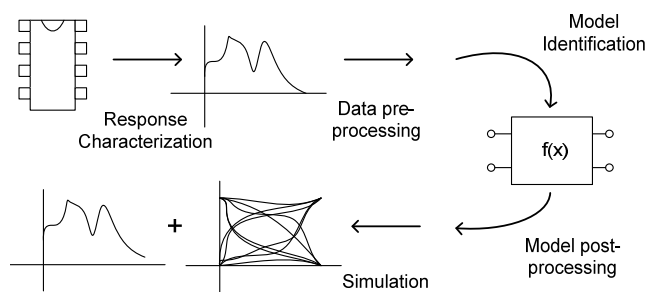 Model
Identification
Response
Characterization
Data pre-
processing
f(x)
+
Simulation
Model post-
processing